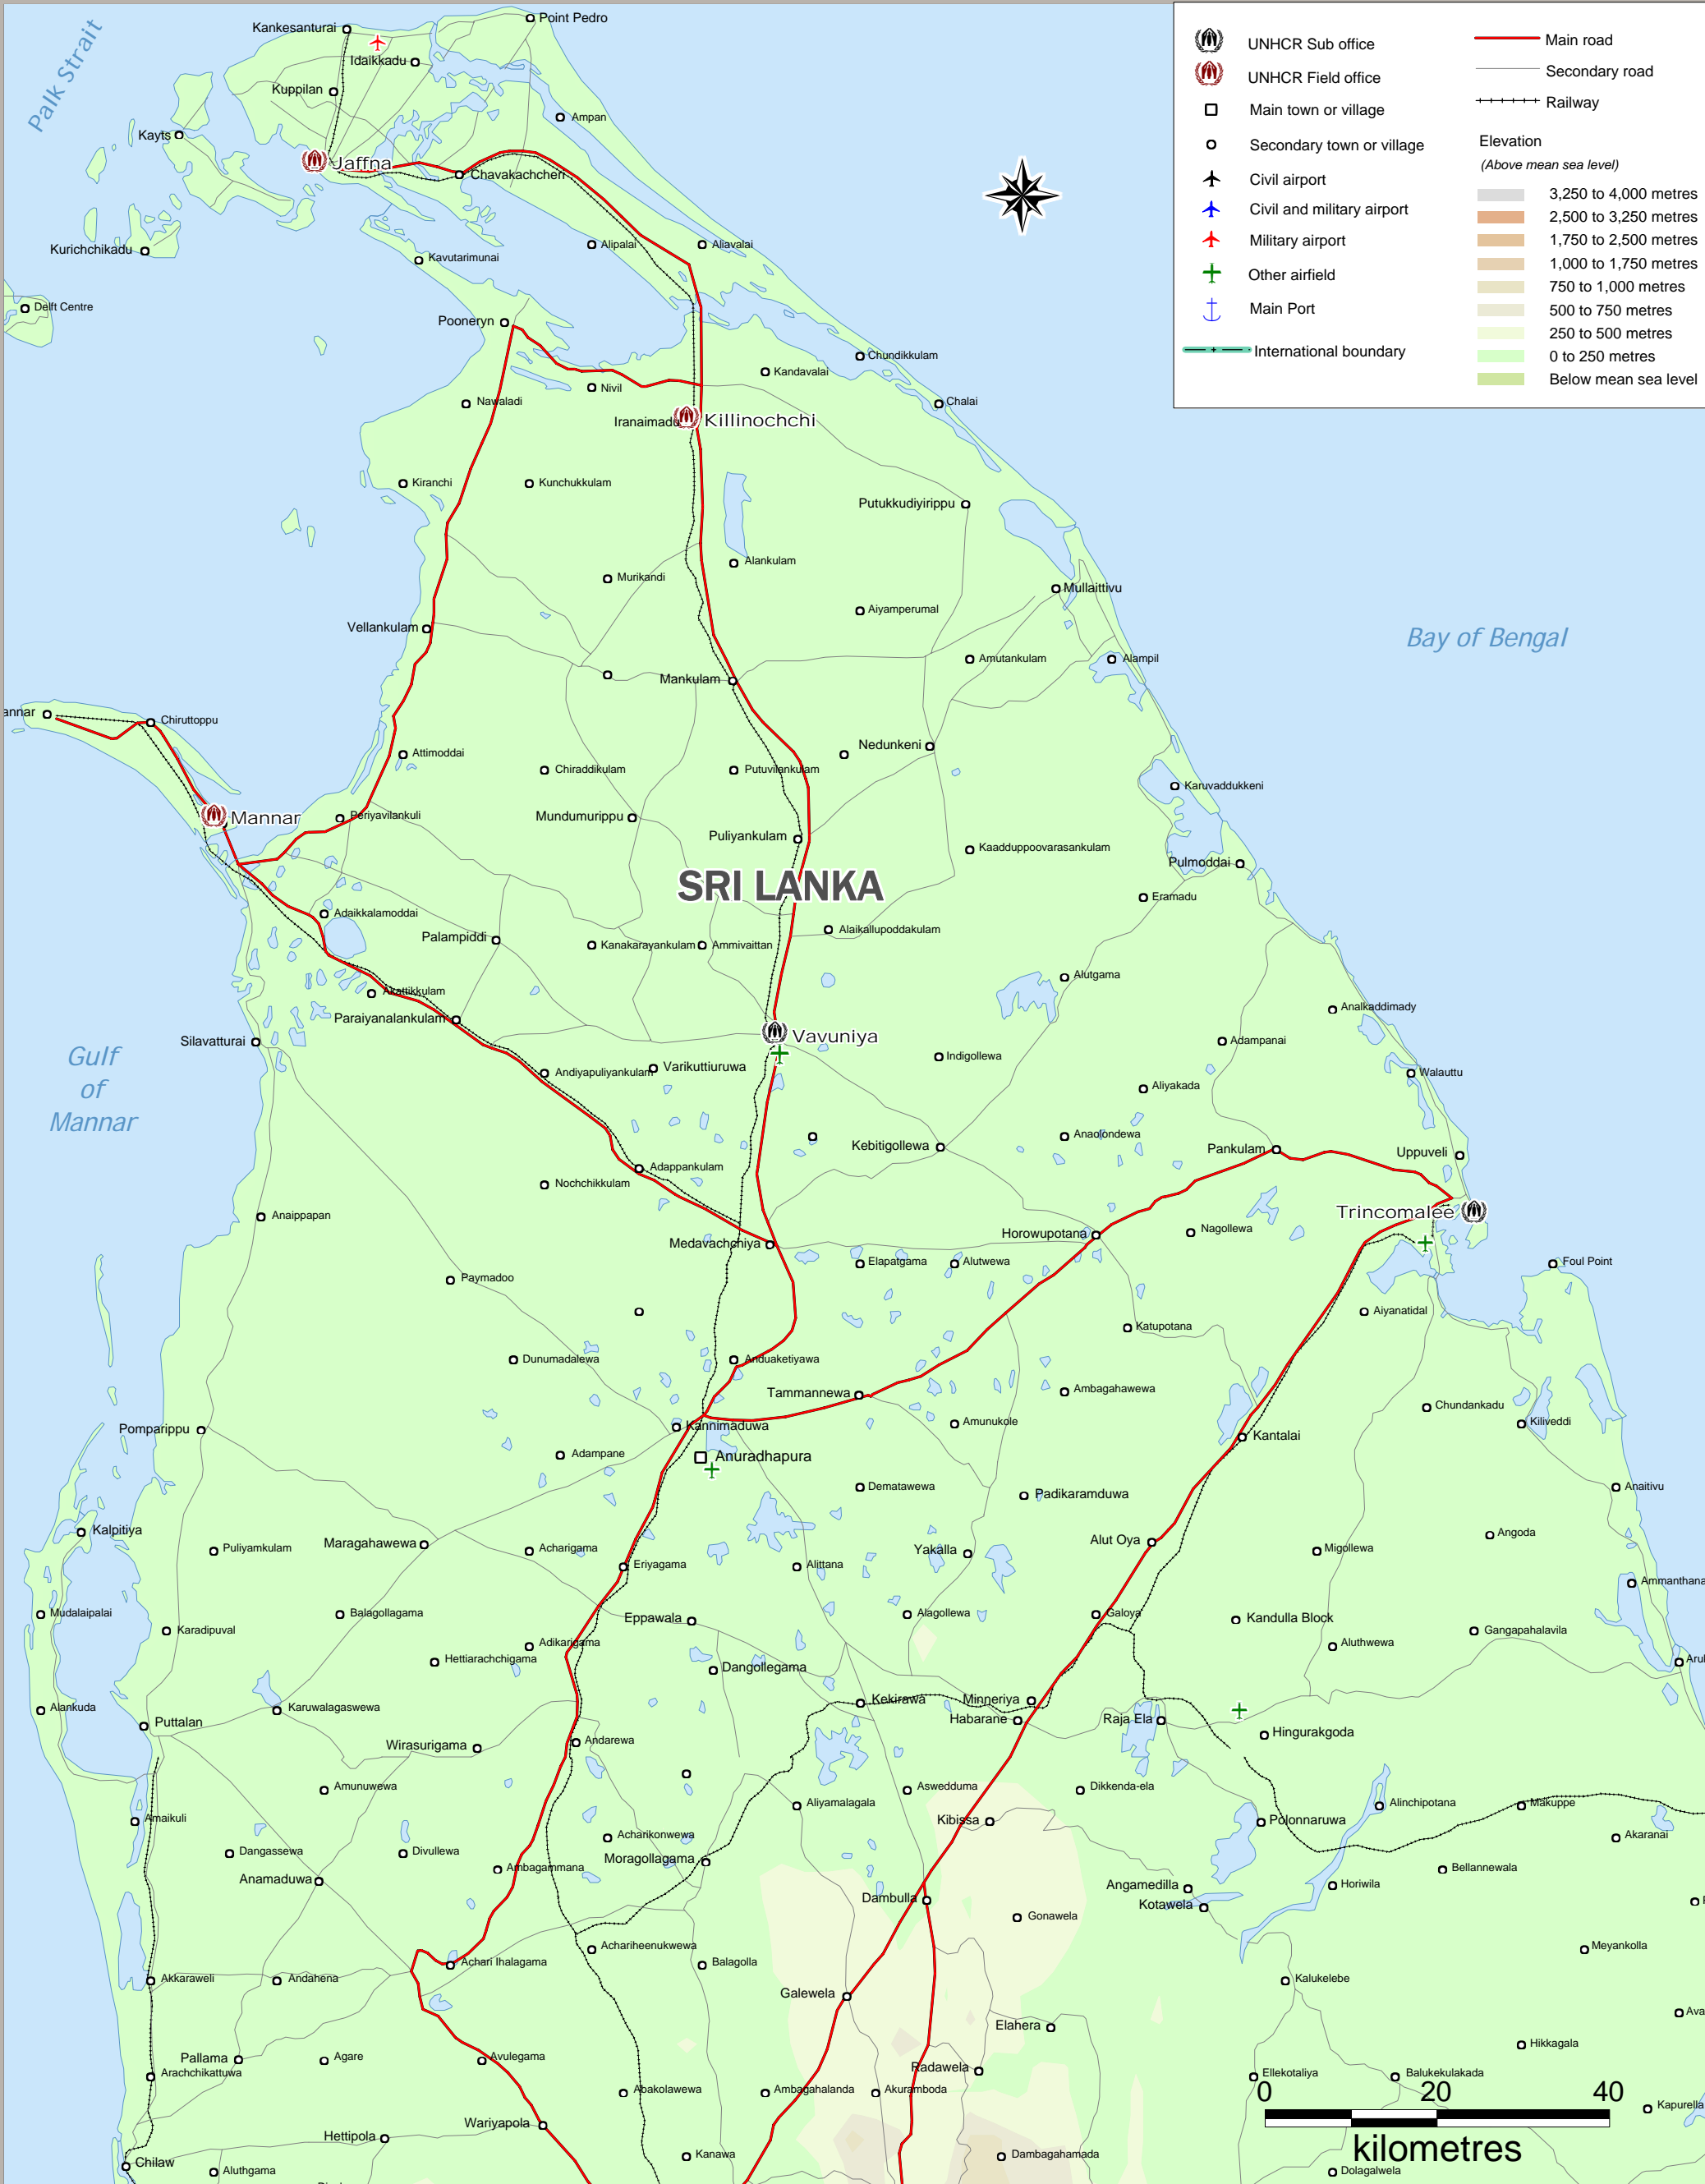 Palk Strait
Kankesanturai
Point Pedro
Idaikkadu
Kuppilan
Ampan
Kayts
Jaffna
Chavakachcheri
Kurichchikadu
Kavutarimunai
Alipalai
Aliavalai
Delft Centre
Pooneryn
Chundikkulam
Kandavalai
Nivil
Nawaladi
Chalai
Iranaimadu
Killinochchi
Kiranchi
Kunchukkulam
Putukkudiyirippu
Alankulam
Murikandi
Mullaittivu
Aiyamperumal
Vellankulam
Bay of Bengal
Amutankulam
Alampil
Mankulam
annar
Chiruttoppu
Nedunkeni
Attimoddai
Chiraddikulam
Putuvilankulam
Karuvaddukkeni
Mannar
Periyavilankuli
Mundumurippu
Puliyankulam
Kaadduppoovarasankulam
Pulmoddai
SRI LANKA
Eramadu
Adaikkalamoddai
Palampiddi
Kanakarayankulam
Ammivaittan
Alaikallupoddakulam
Alutgama
Akattikkulam
Paraiyanalankulam
Analkaddimady
Silavatturai
Vavuniya
Adampanai
Gulf
of
Mannar
Indigollewa
Andiyapuliyankulam
Varikuttiuruwa
Walauttu
Aliyakada
Kebitigollewa
Anaolondewa
Pankulam
Uppuveli
Adappankulam
Nochchikkulam
Anaippapan
Trincomalee
Medavachchiya
Horowupotana
Nagollewa
Elapatgama
Alutwewa
Foul Point
Paymadoo
Aiyanatidal
Katupotana
Dunumadalewa
Anduaketiyawa
Tammannewa
Ambagahawewa
Chundankadu
Pomparippu
Kannimaduwa
Amunukole
Kiliveddi
Kantalai
Adampane
Anuradhapura
Dematawewa
Padikaramduwa
Anaitivu
Kalpitiya
Puliyamkulam
Maragahawewa
Acharigama
Eriyagama
Alittana
Yakalla
Alut Oya
Migollewa
Angoda
Ammanthana
Mudalaipalai
Balagollagama
Karadipuval
Eppawala
Alagollewa
Galoya
Kandulla Block
Gangapahalavila
Adikarigama
Hettiarachchigama
Aluthwewa
Dangollegama
Arul
Alankuda
Karuwalagaswewa
Kekirawa
Minneriya
Puttalan
Habarane
Raja Ela
Hingurakgoda
Wirasurigama
Andarewa
Amunuwewa
Aswedduma
Dikkenda-ela
Aliyamalagala
Alinchipotana
Makuppe
Amaikuli
Kibissa
Polonnaruwa
Acharikonwewa
Akaranai
Dangassewa
Divullewa
Moragollagama
Ambagammana
Bellannewala
Anamaduwa
Angamedilla
Horiwila
Dambulla
Kotawela
Gonawela
Achariheenukwewa
Meyankolla
Achari Ihalagama
Balagolla
Akkaraweli
Andahena
Kalukelebe
Galewela
Ava
Elahera
Hikkagala
Pallama
Agare
Avulegama
Arachchikattuwa
Radawela
Ellekotaliya
Balukekulakada
Abakolawewa
Ambagahalanda
Akuramboda
Kapurella
Wariyapola
Hettipola
Kanawa
Dambagahamada
Chilaw
Aluthgama
Dolagalwela
0 20 40
kilometres
UNHCR Sub office
UNHCR Field office
Main town or village
Secondary town or village
Civil airport
Civil and military airport
Military airport
Other airfield
Main Port
International boundary
Main road
Secondary road
Railway
Elevation
(Above mean sea level)
3,250 to 4,000 metres
2,500 to 3,250 metres
1,750 to 2,500 metres
1,000 to 1,750 metres
750 to 1,000 metres
500 to 750 metres
250 to 500 metres
0 to 250 metres
Below mean sea level